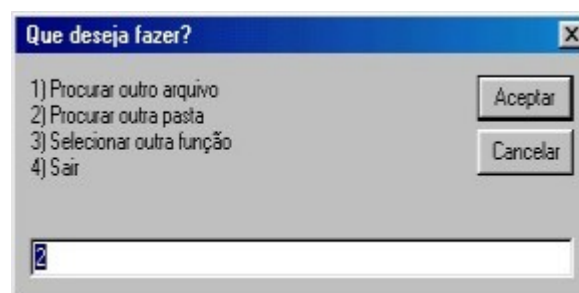 Que deseja fazer?
1) Procurar outro arquivo
2) Procurar outra pasta
3) Selecionar outra função
4) Sair
Aceptar
Cancelar
2